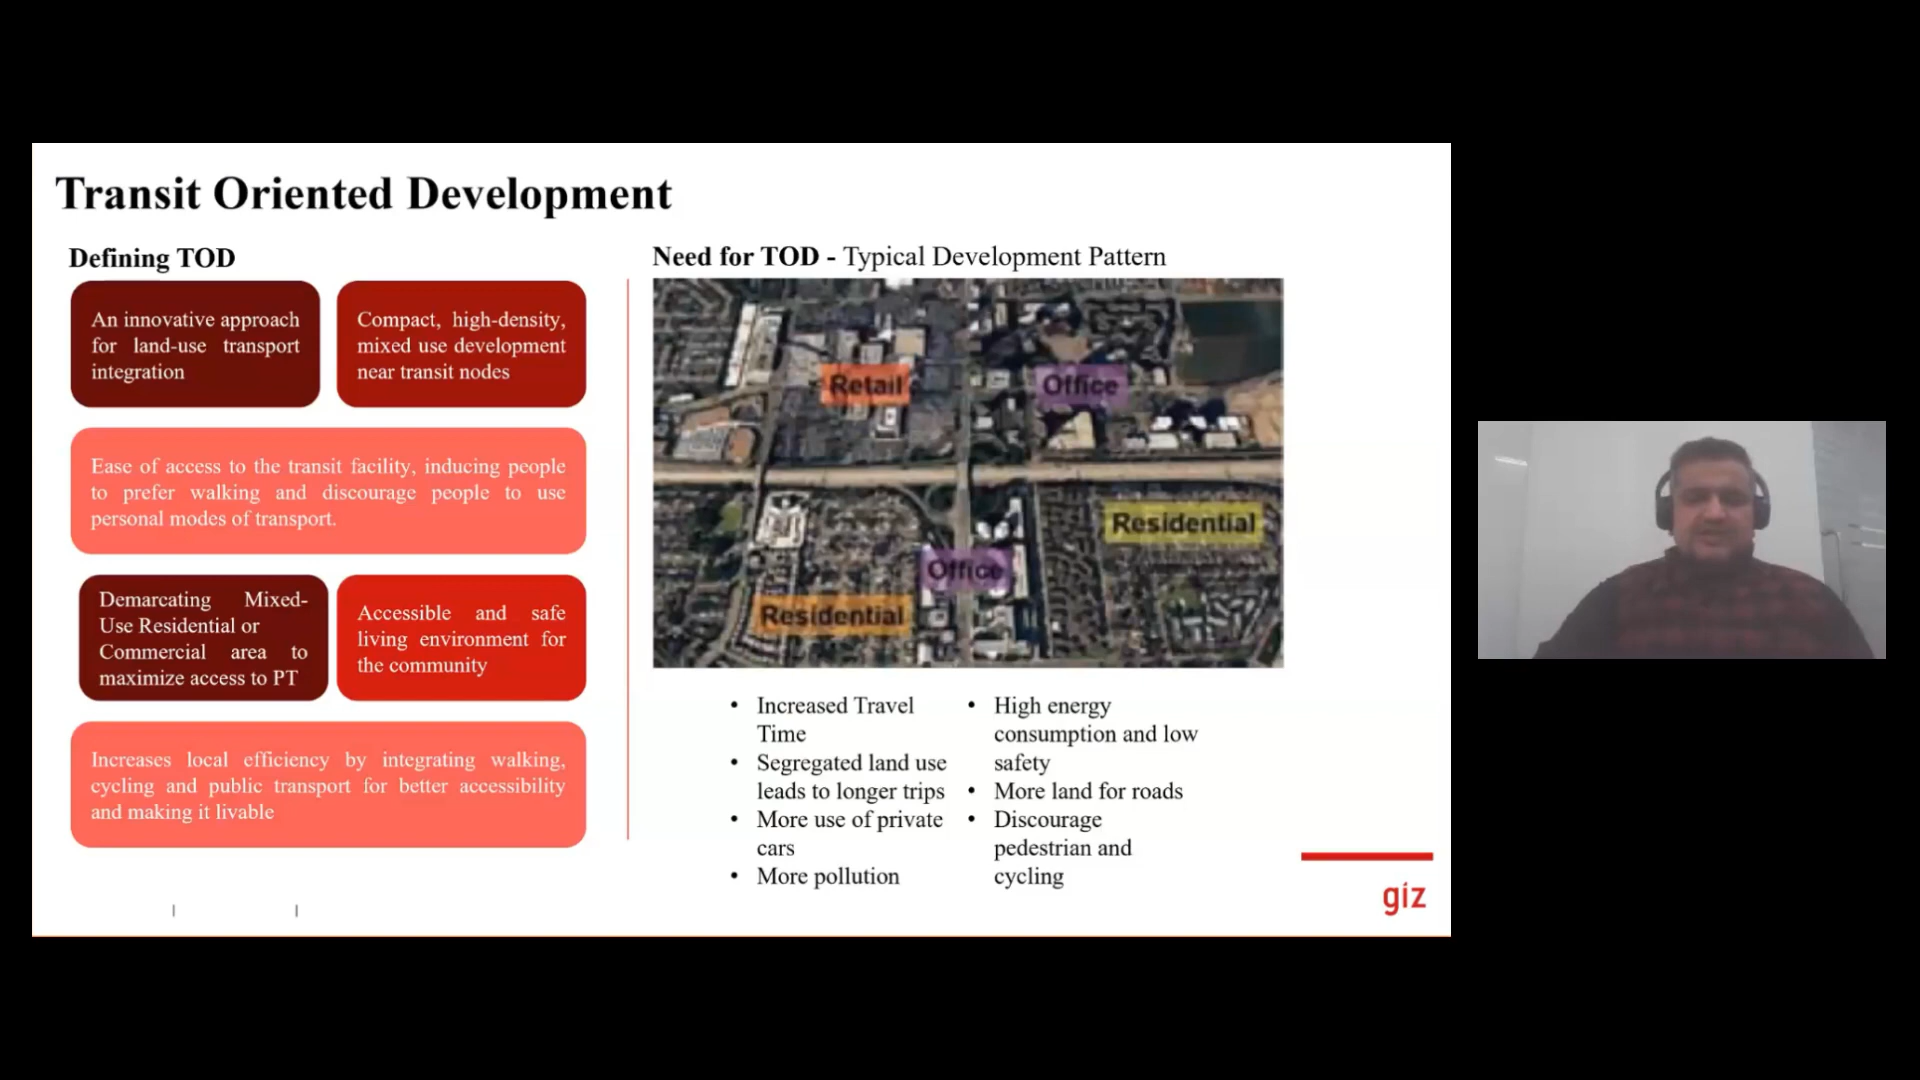 Transit Oriented Development
Defining TOD
An innovative approach
for land-use transport
integration
Compact, high-density,
mixed use development
near transit nodes
Ease of access to the transit facility, inducing people
to prefer walking and discourage people to use
personal modes of transport.
Demarcating Mixed-
Use Residential or
Commercial area to
maximize access to PT
Accessible and safe
living environment for
the community
Increases local efficiency by integrating walking,
cycling and public transport for better accessibility
and making it livable
Need for TOD - Typical Development Pattern
Retail
Office
Residential
Office
Residential
• Increased Travel
Time
• Segregated land use
leads to longer trips
• More use of private
cars
• More pollution
• High energy
consumption and low
safety
• More land for roads
• Discourage
pedestrian and
cycling
giz